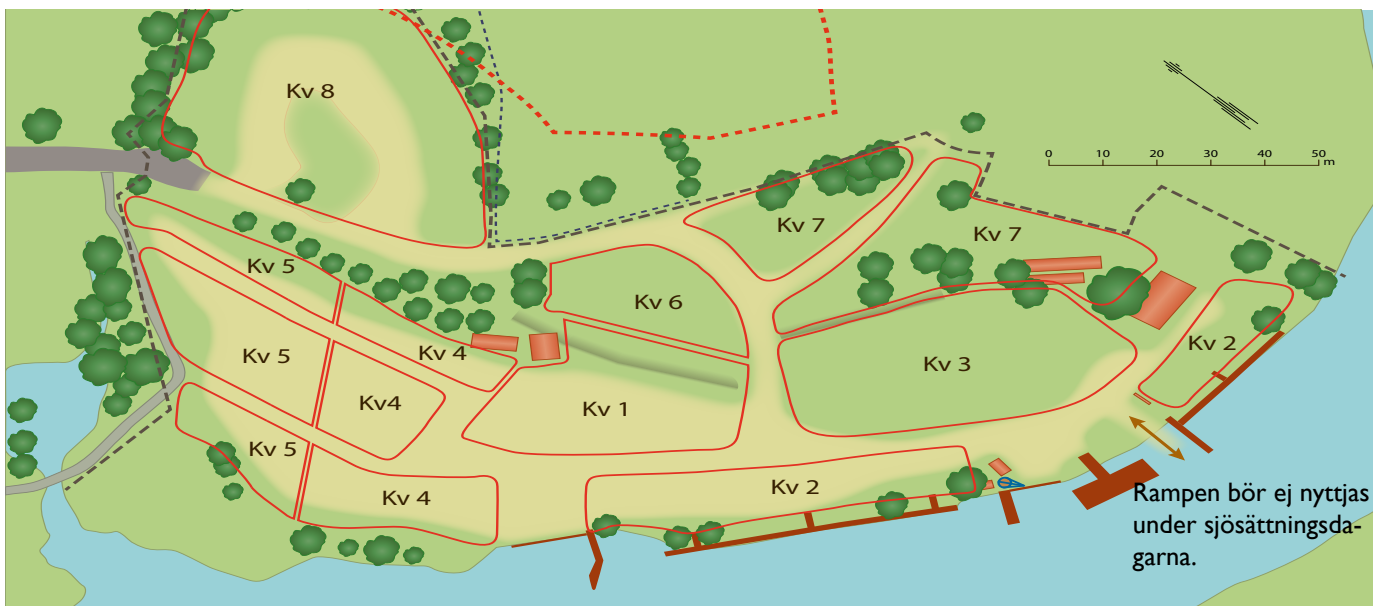 Kv 8
0 10 20 30 40 50
m
Kv 7
Kv 7
Kv 5
Kv 6
Kv 4
Kv 2
Kv 5
Kv 3
Kv4
Kv 1
Kv 5
Kv 4
Kv 2
Rampen bör ej nyttjas
under sjösättningsda-
garna.